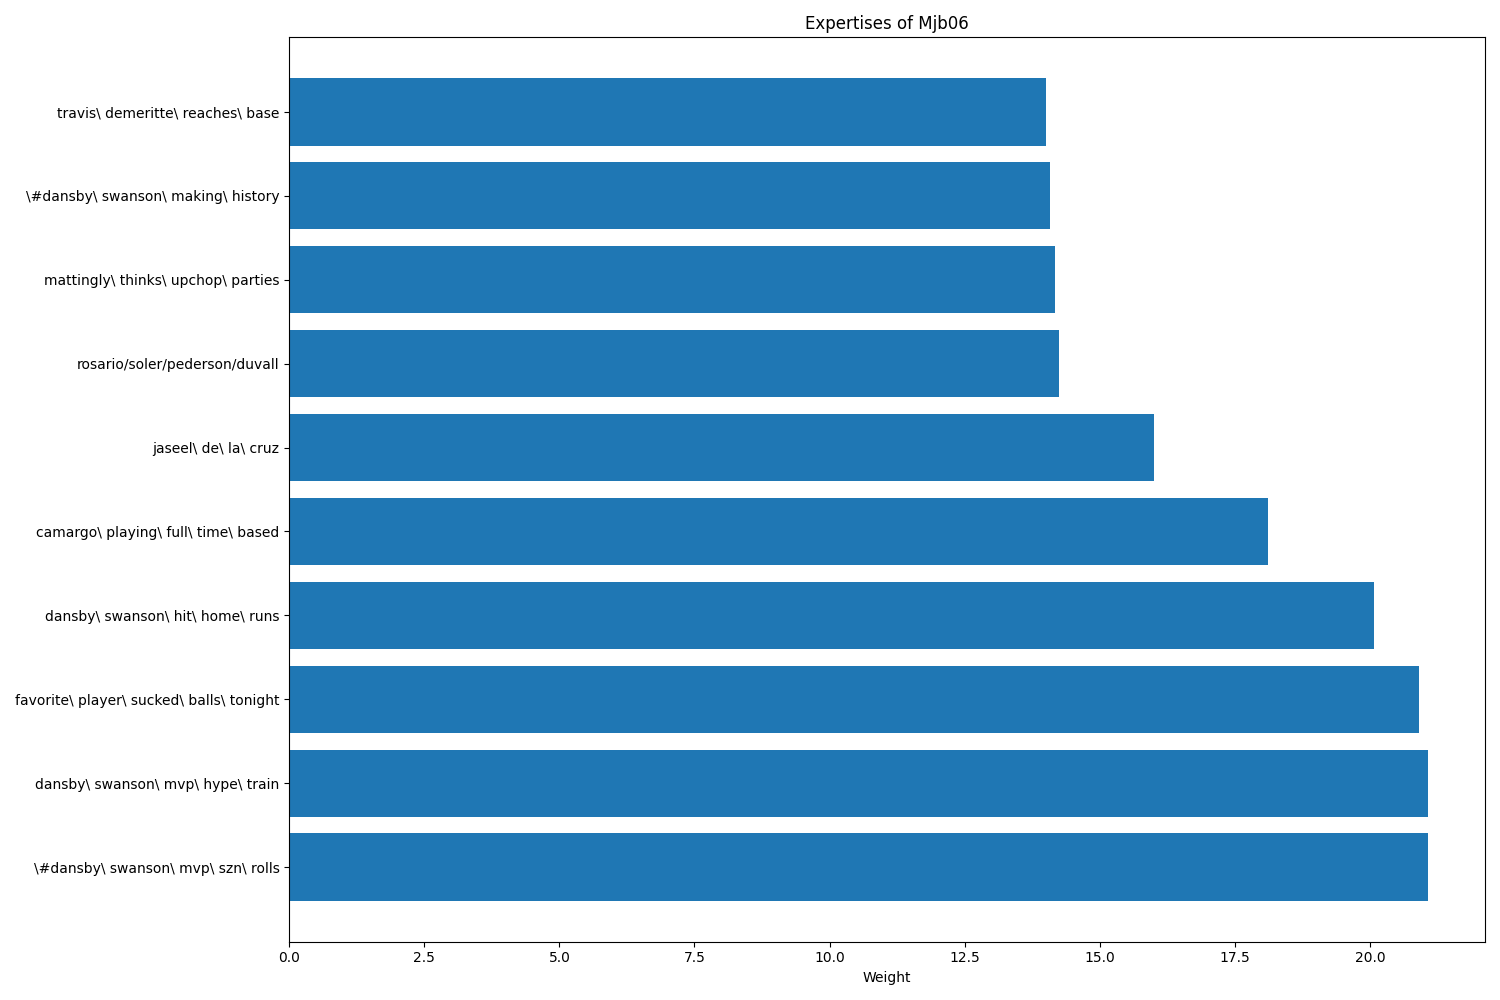 Expertises of Mjb06
travis\ demeritte\ reaches\ base
\#dansby\ swanson\ making\ history
mattingly\ thinks\ upchop\ parties
rosario/soler/pederson/duvall
jaseel\ de\ la\ cruz
camargo\ playing\ full\ time\ based
dansby\ swanson\ hit\ home\ runs
favorite\ player\ sucked\ balls\ tonight
dansby\ swanson\ mvp\ hype\ train
\#dansby\ swanson\ mvp\ szn\ rolls
0.0 2.5 5.0 7.5 10.0 12.5 15.0 17.5 20.0
Weight